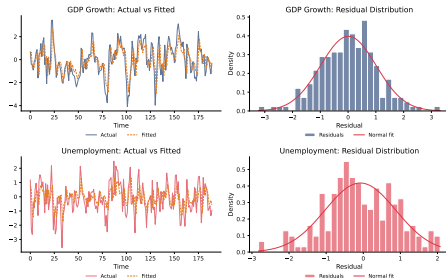 GDP Growth: Actual vs Fitted
2
0
−2
−4
0 25 50 75 100 125 150 175
Time
Actual Fitted
GDP Growth: Residual Distribution
Density
0.5
0.4
0.3
0.2
0.1
0.0
−3 −2 −1 0 1 2 3
Residual
Residuals Normal fit
Unemployment: Actual vs Fitted
2
1
0
−1
−2
−3
0 25 50 75 100 125 150 175
Time
Actual Fitted
Unemployment: Residual Distribution
Density
0.5
0.4
0.3
0.2
0.1
0.0
−3 −2 −1 0 1 2
Residual
Residuals Normal fit